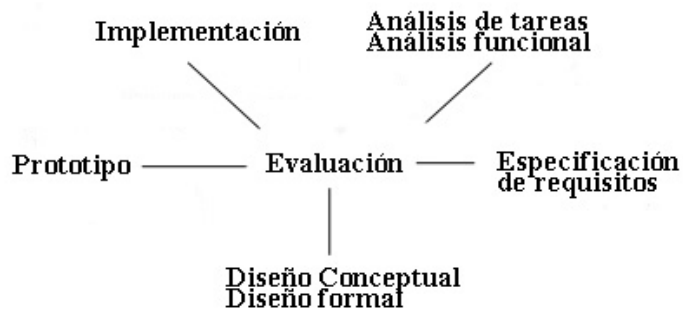 Implementación
Análisis de tareas
Análisis funcional
Prototipo
Evaluación
Especificación
de requisitos
Diseño Conceptual
Diseño formal